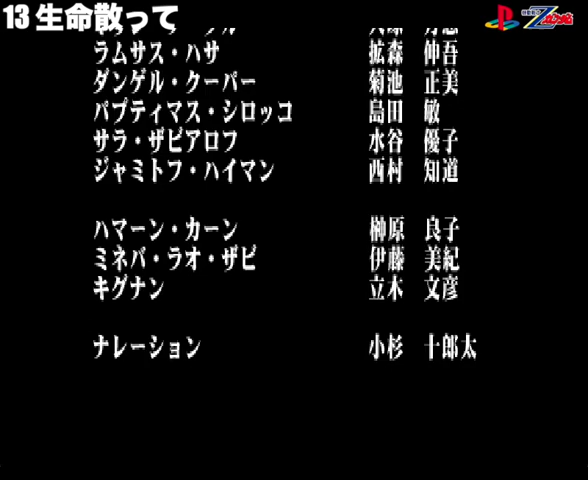 13 生命散って
ラムサス・ハサ 拡森 伸吾
ダンゲル・クーパー 菊池 正美
パプティマス・シロッコ 島田 敏
サラ・ザビアロフ 水谷 優子
ジャミトフ・ハイマン 西村 知道
ハマーン・カーン 榊原 良子
ミネバ・ラオ・ザビ 伊藤 美紀
キグナン 立木 文彦
ナレーション 小杉 十郎太